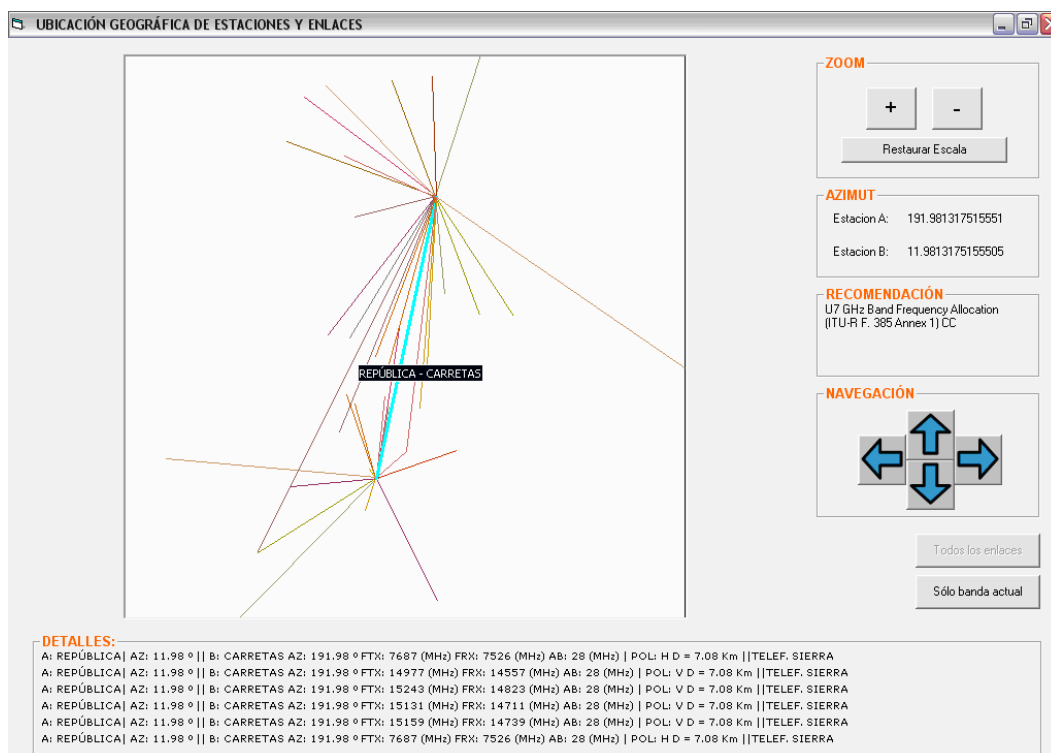 UBICACIÓN GEOGRÁFICA DE ESTACIONES Y ENLACES
REPÚBLICA - CARRETAS
ZOOM
+ -
Restaurar Escala
AZIMUT
Estacion A: 191.981317515551
Estacion B: 11.9813175155505
RECOMENDACIÓN
U7 GHz Band Frequency Allocation
(ITU-R F. 385 Annex 1) CC
NAVEGACIÓN
Todos los enlaces
Sólo banda actual
DETALLES:
A: REPÚBLICA| AZ: 11.98 º || B: CARRETAS AZ: 191.98 º FTX: 7687 (MHz) FRX: 7526 (MHz) AB: 28 (MHz) | POL: H D = 7.08 Km ||TELEF. SIERRA
A: REPÚBLICA| AZ: 11.98 º || B: CARRETAS AZ: 191.98 º FTX: 14977 (MHz) FRX: 14557 (MHz) AB: 28 (MHz) | POL: V D = 7.08 Km ||TELEF. SIERRA
A: REPÚBLICA| AZ: 11.98 º || B: CARRETAS AZ: 191.98 º FTX: 15243 (MHz) FRX: 14823 (MHz) AB: 28 (MHz) | POL: V D = 7.08 Km ||TELEF. SIERRA
A: REPÚBLICA| AZ: 11.98 º || B: CARRETAS AZ: 191.98 º FTX: 15131 (MHz) FRX: 14711 (MHz) AB: 28 (MHz) | POL: V D = 7.08 Km ||TELEF. SIERRA
A: REPÚBLICA| AZ: 11.98 º || B: CARRETAS AZ: 191.98 º FTX: 15159 (MHz) FRX: 14739 (MHz) AB: 28 (MHz) | POL: V D = 7.08 Km ||TELEF. SIERRA
A: REPÚBLICA| AZ: 11.98 º || B: CARRETAS AZ: 191.98 º FTX: 7687 (MHz) FRX: 7526 (MHz) AB: 28 (MHz) | POL: H D = 7.08 Km ||TELEF. SIERRA